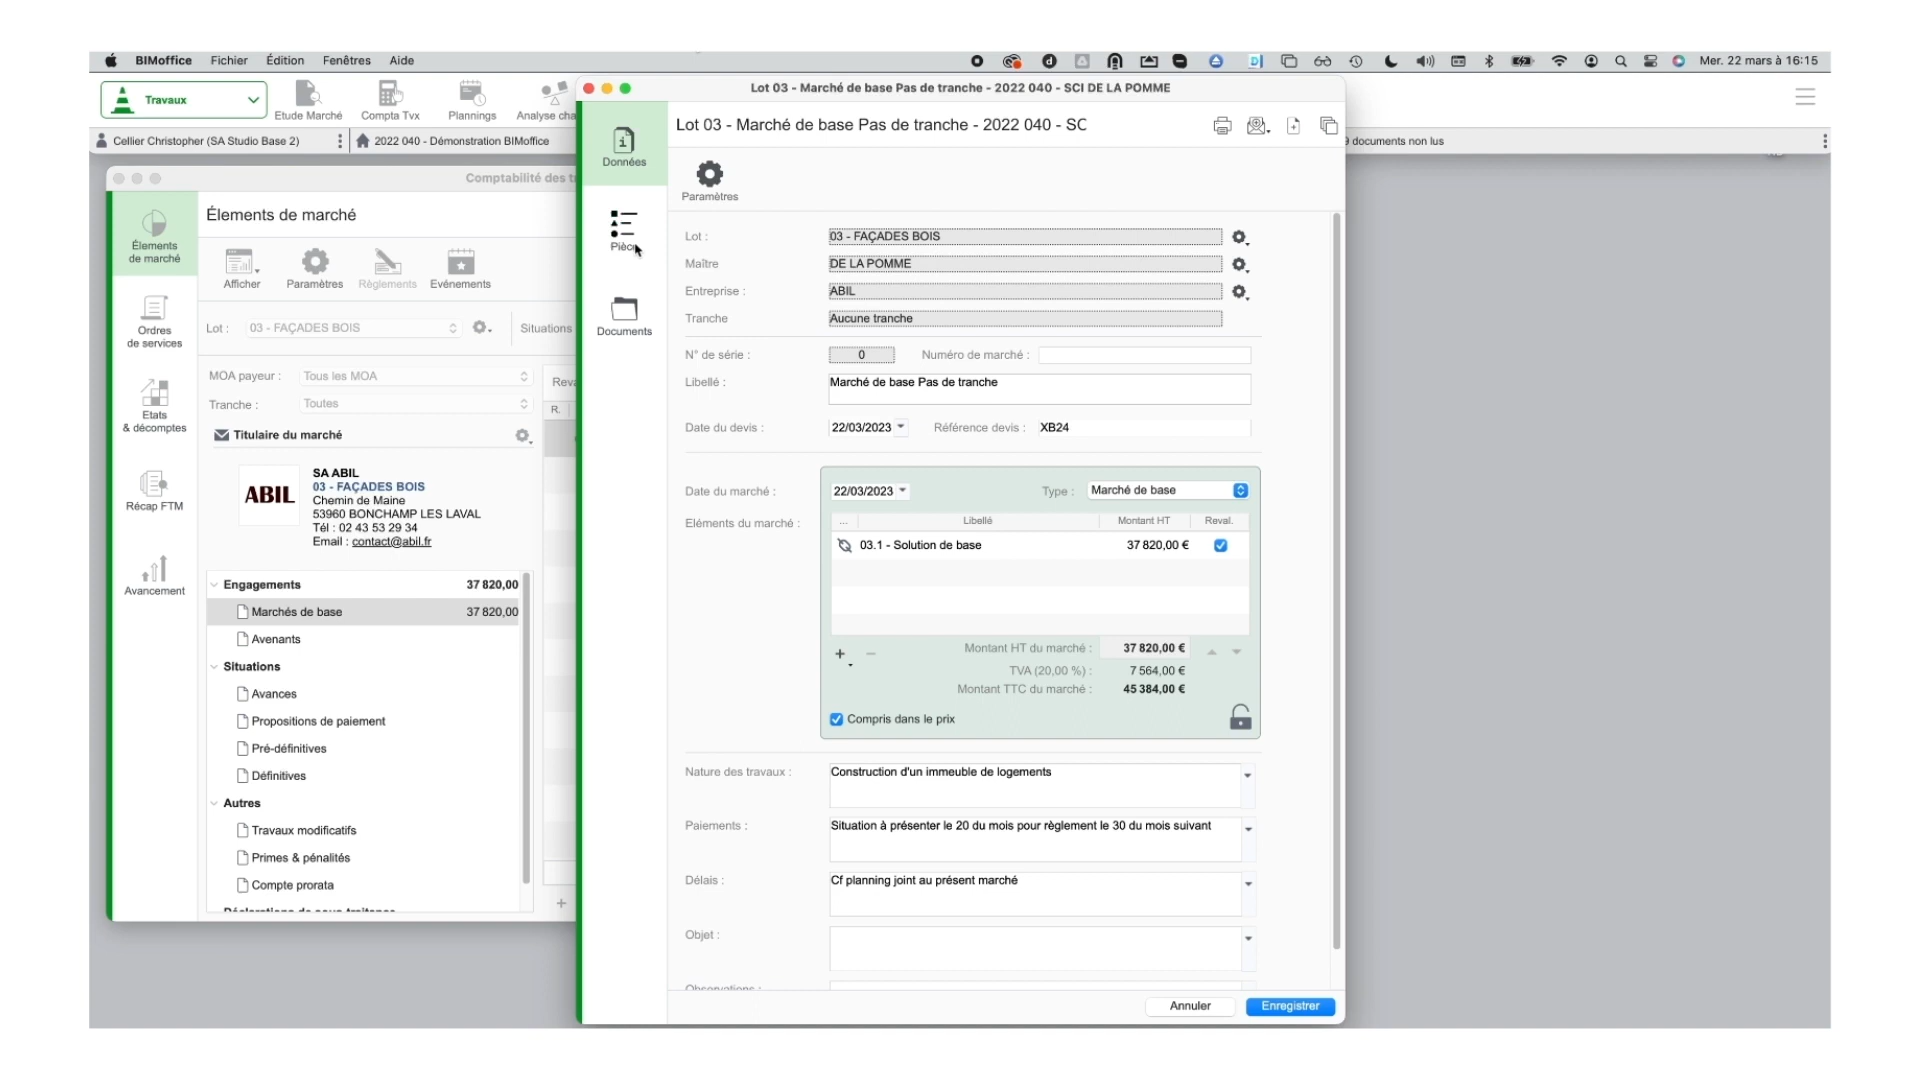 BIMoffice Fichier Édition Fenêtres Aide
Mer. 22 mars à 16:15
Travaux
Etude Marché
Compta Tvx
Plannings
Analyse cha
Cellier Christopher (SA Studio Base 2)
2022 040 - Démonstration BIMoffice
documents non lus
Comptabilité des t
Élements de marché
Élements
de marché
Ordres
de services
Etats
& décomptes
Récap FTM
Avancement
Afficher
Paramètres
Règlements
Evénements
Lot : 03 - FAÇADES BOIS
Situations
MOA payeur : Tous les MOA
Tranche : Toutes
Reva
R.
Titulaire du marché
ABIL
SA ABIL
03 - FAÇADES BOIS
Chemin de Maine
53960 BONCHAMP LES LAVAL
Tél : 02 43 53 29 34
Email : contact@abil.fr
Engagements 37 820,00
Marchés de base 37 820,00
Avenants
Situations
Avances
Propositions de paiement
Pré-définitives
Définitives
Autres
Travaux modificatifs
Primes & pénalités
Compte prorata
Déclarations de sous-traitance
Lot 03 - Marché de base Pas de tranche - 2022 040 - SCI DE LA POMME
Lot 03 - Marché de base Pas de tranche - 2022 040 - SC
Données
Pièc
Documents
Paramètres
Lot : 03 - FAÇADES BOIS
Maître DE LA POMME
Entreprise : ABIL
Tranche Aucune tranche
N° de série : 0 Numéro de marché :
Libellé : Marché de base Pas de tranche
Date du devis : 22/03/2023 Référence devis : XB24
Date du marché : 22/03/2023 Type : Marché de base
Eléments du marché :
... Libellé Montant HT Reval.
03.1 - Solution de base 37 820,00 €
Montant HT du marché : 37 820,00 €
TVA (20,00 %) : 7 564,00 €
Montant TTC du marché : 45 384,00 €
Compris dans le prix
Nature des travaux : Construction d'un immeuble de logements
Paiements : Situation à présenter le 20 du mois pour règlement le 30 du mois suivant
Délais : Cf planning joint au présent marché
Objet :
Observations :
Annuler Enregistrer